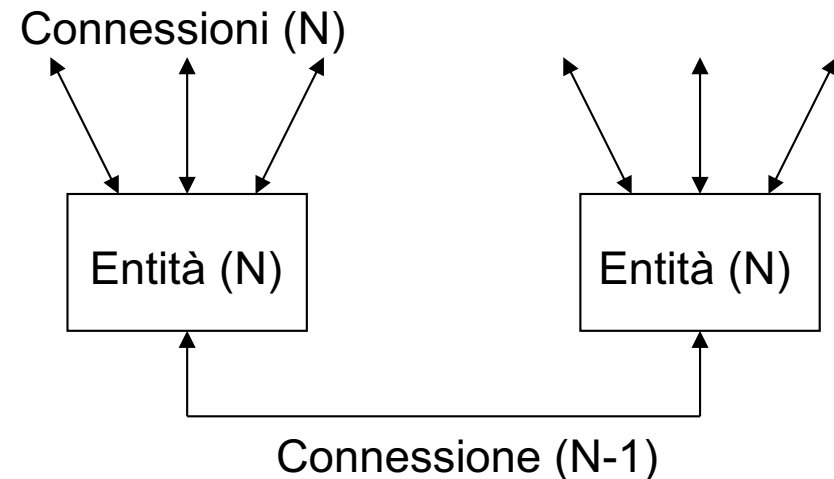 Connessioni (N)
Entità (N)
Entità (N)
Connessione (N-1)